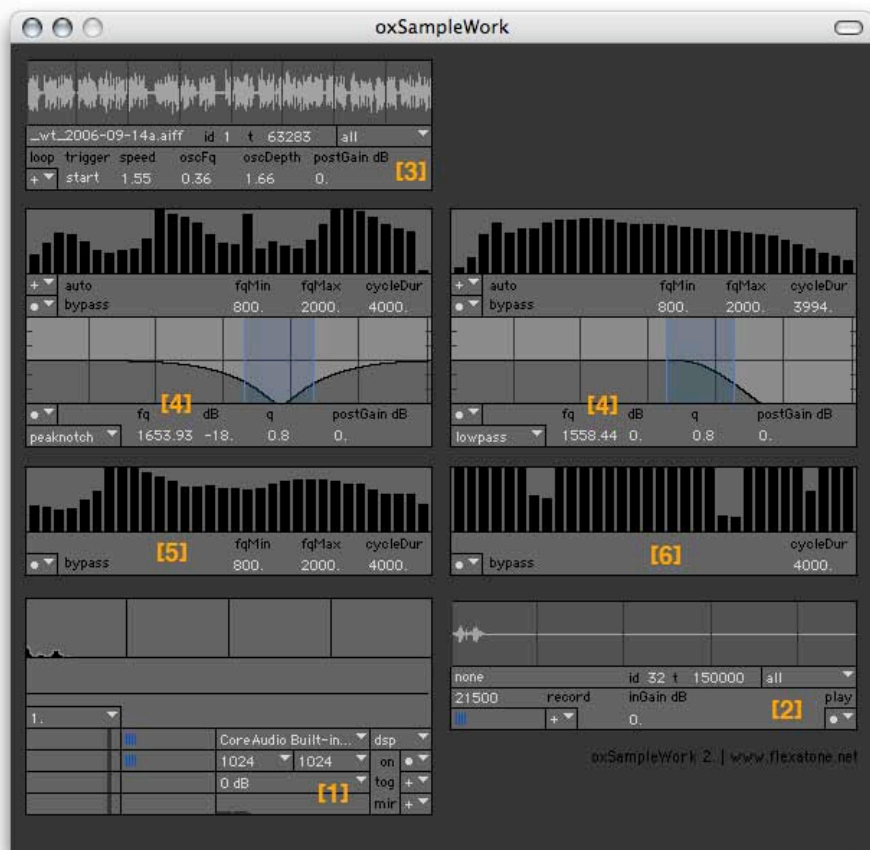 oxSampleWork
_wt_2006-09-14a.aiff id 1 t 63283 all
loop trigger speed oscFq oscDepth postGain dB
+ start 1.55 0.36 1.66 0. [3]
+ auto fqMin fqMax cycleDur
bypass 800. 2000. 4000.
[4]
fq dB q postGain dB
peaknotch 1653.93 -18. 0.8 0.
+ auto fqMin fqMax cycleDur
bypass 800. 2000. 3994.
[4]
fq dB q postGain dB
lowpass 1558.44 0. 0.8 0.
[5] fqMin fqMax cycleDur
bypass 800. 2000. 4000.
[6] cycleDur
bypass 4000.
1.
CoreAudio Built-in... dsp
1024 1024 on
0 dB tog +
[1]
mir +
none id 32 t 150000 all
21500 record inGain dB play
+ 0. [2]
oxSampleWork 2. | www.flexatone.net